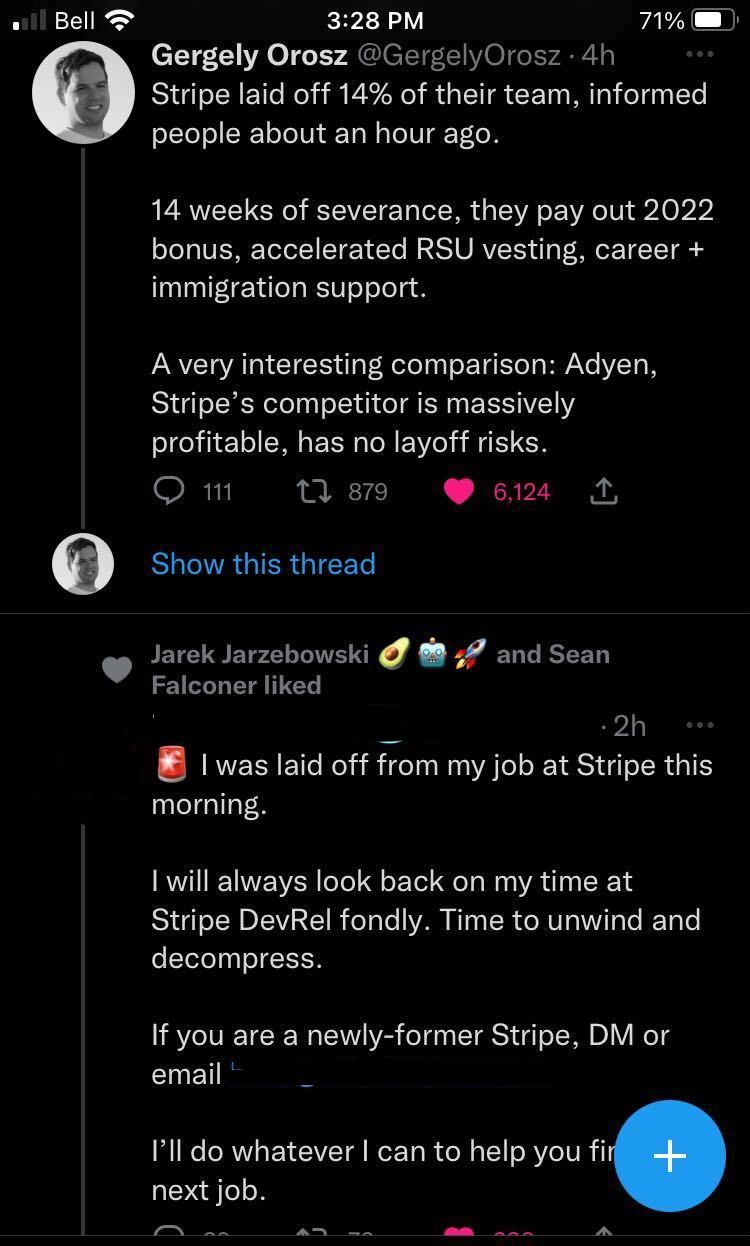 Bell 3:28 PM 71%
Gergely Orosz @GergelyOrosz · 4h
Stripe laid off 14% of their team, informed
people about an hour ago.
14 weeks of severance, they pay out 2022
bonus, accelerated RSU vesting, career +
immigration support.
A very interesting comparison: Adyen,
Stripe's competitor is massively
profitable, has no layoff risks.
111 879 6,124
Show this thread
Jarek Jarzebowski 🥑🤖🚀 and Sean
Falconer liked
· 2h
🚨 I was laid off from my job at Stripe this
morning.
I will always look back on my time at
Stripe DevRel fondly. Time to unwind and
decompress.
If you are a newly-former Stripe, DM or
email
I'll do whatever I can to help you
next job.